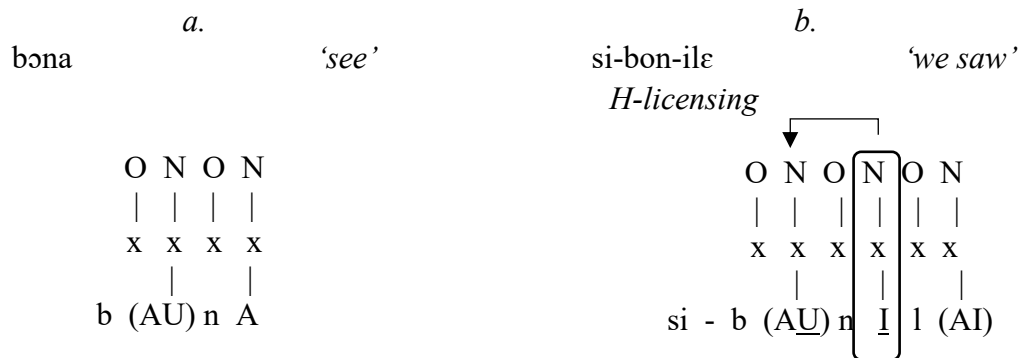 a. b.
bɔna ‘see’ si-bon-ilɛ ‘we saw’
H-licensing
O N O N O N O N O N
| | | | | | | | | |
x x x x x x x x x x
| | | | |
b (AU) n A si - b (AU) n I l (AI)